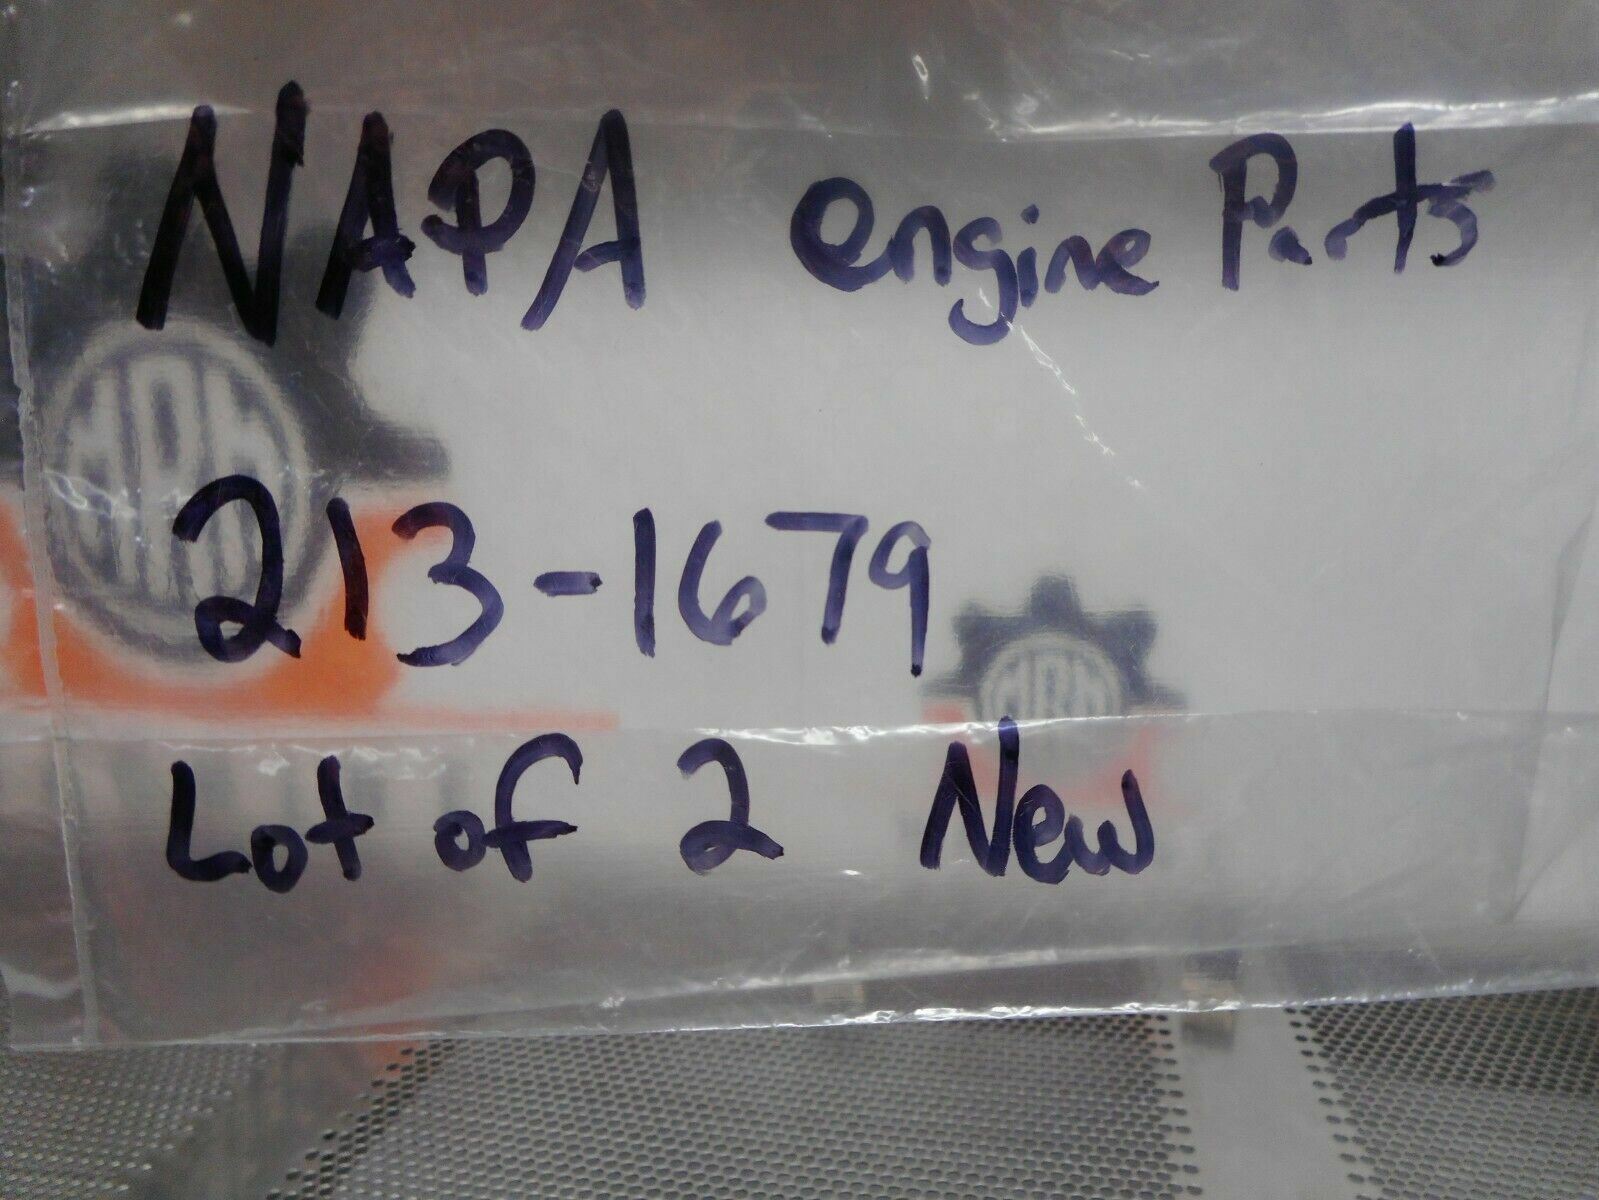 NAPA engine Parts
213-1679
Lot of 2 New